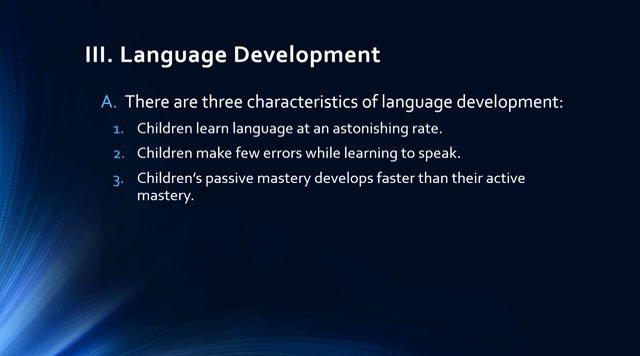 III. Language Development
A. There are three characteristics of language development:
1. Children learn language at an astonishing rate.
2. Children make few errors while learning to speak.
3. Children's passive mastery develops faster than their active
mastery.